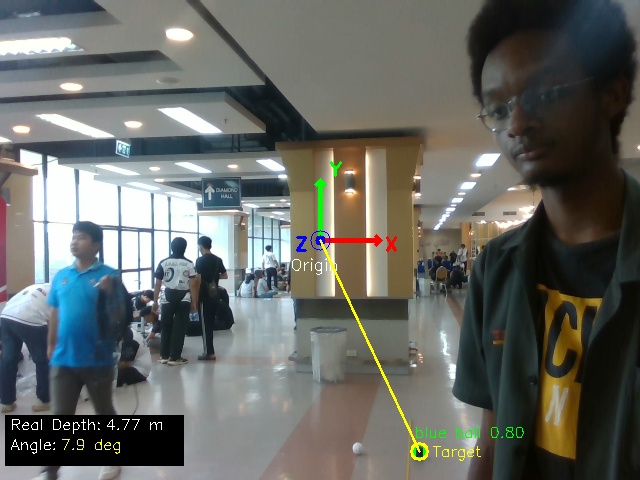 DIAMOND
HALL
Y
Z
X
Origin
blue ball 0.80
Target
Real Depth: 4.77 m
Angle: 7.9 deg